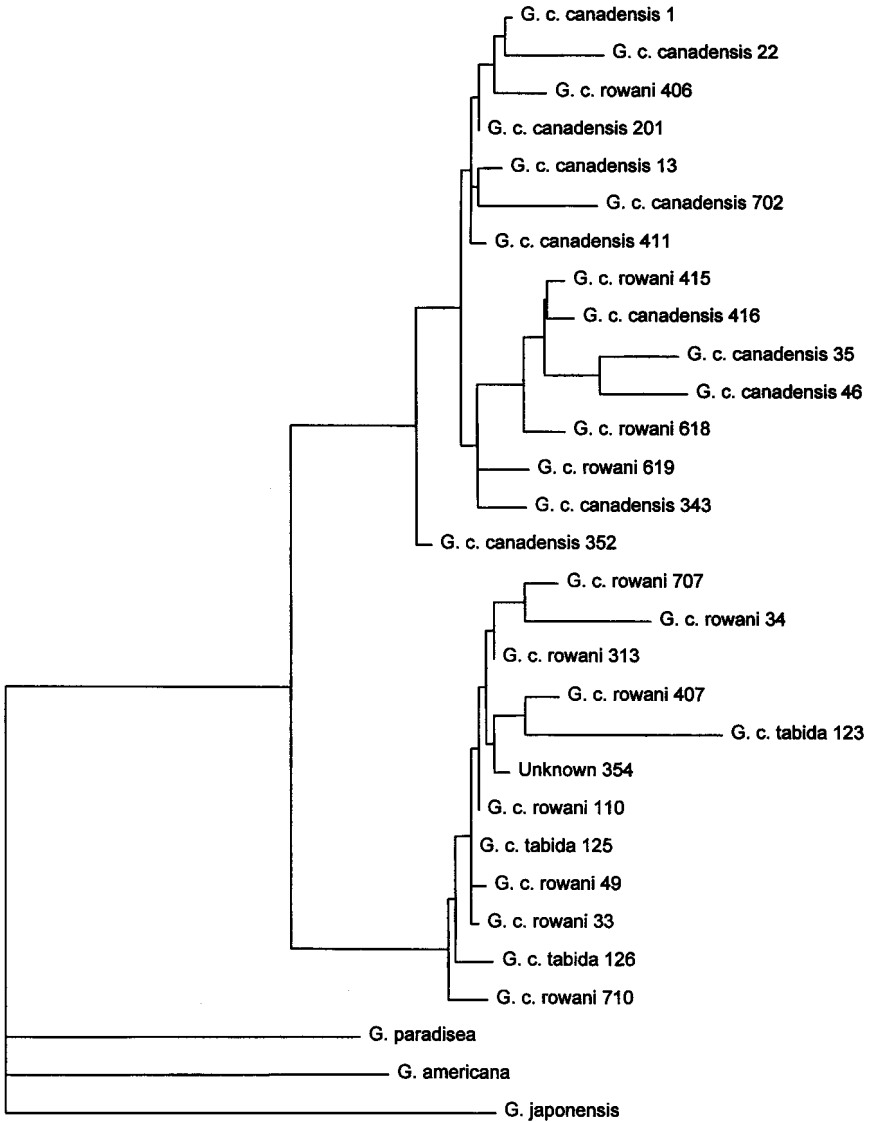 G. c. canadensis 1
G. c. canadensis 22
G. c. rowani 406
G. c. canadensis 201
G. c. canadensis 13
G. c. canadensis 702
G. c. canadensis 411
G. c. rowani 415
G. c. canadensis 416
G. c. canadensis 35
G. c. canadensis 46
G. c. rowani 618
G. c. rowani 619
G. c. canadensis 343
G. c. canadensis 352
G. c. rowani 707
G. c. rowani 34
G. c. rowani 313
G. c. rowani 407
G. c. tabida 123
Unknown 354
G. c. rowani 110
G. c. tabida 125
G. c. rowani 49
G. c. rowani 33
G. c. tabida 126
G. c. rowani 710
G. paradisea
G. americana
G. japonensis